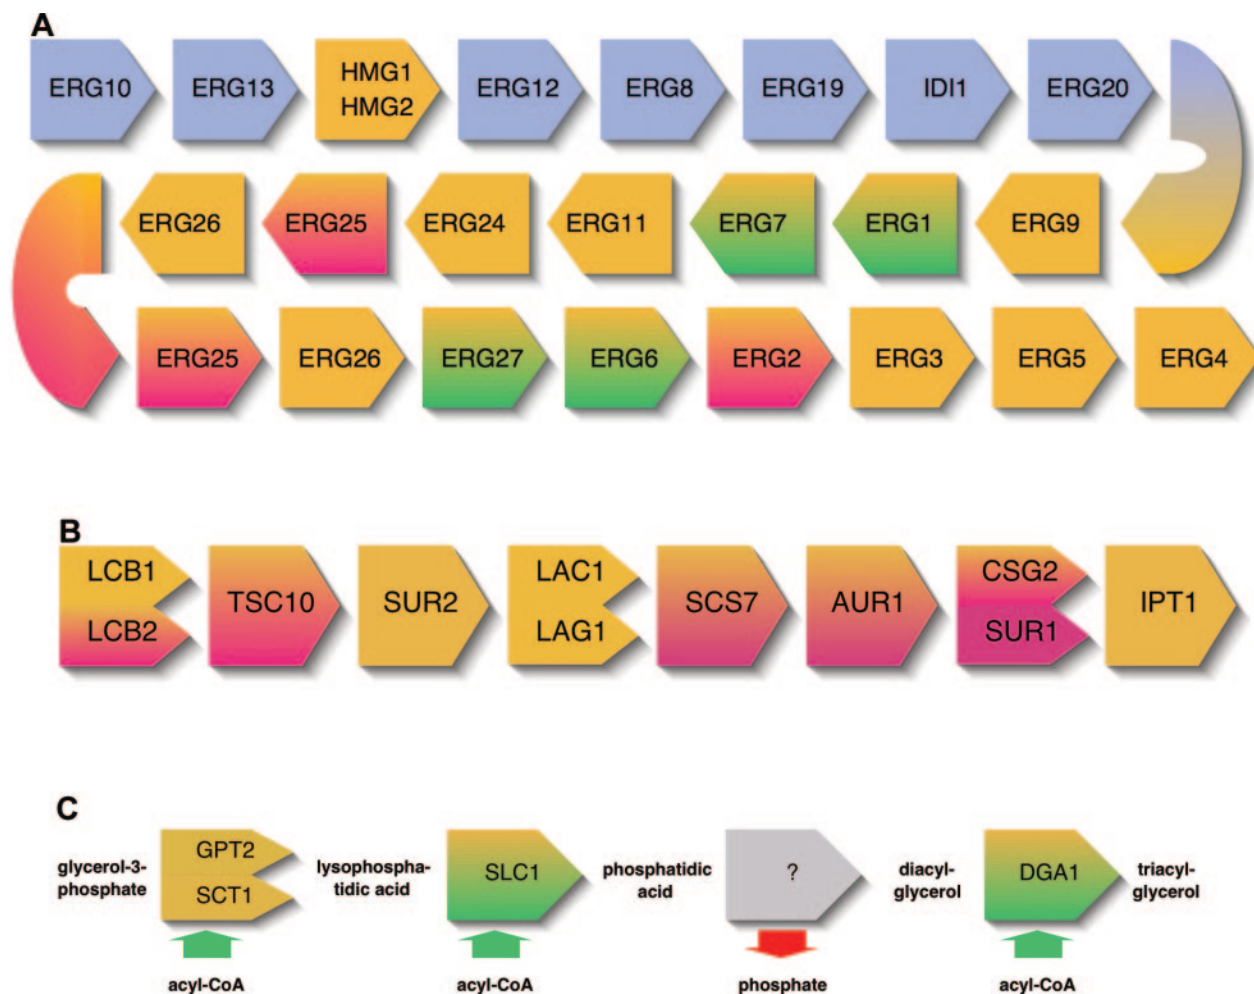 A
ERG10 ERG13 HMG1 ERG12 ERG8 ERG19 IDI1 ERG20
HMG2
ERG26 ERG25 ERG24 ERG11 ERG7 ERG1 ERG9
ERG25 ERG26 ERG27 ERG6 ERG2 ERG3 ERG5 ERG4
B
LCB1
LCB2
TSC10
SUR2
LAC1
LAG1
SCS7
AUR1
CSG2
SUR1
IPT1
C
glycerol-3-
phosphate
GPT2
SCT1
acyl-CoA
lysophospha-
tidic acid
SLC1
acyl-CoA
phosphatidic
acid
?
phosphate
diacyl-
glycerol
DGA1
acyl-CoA
triacyl-
glycerol